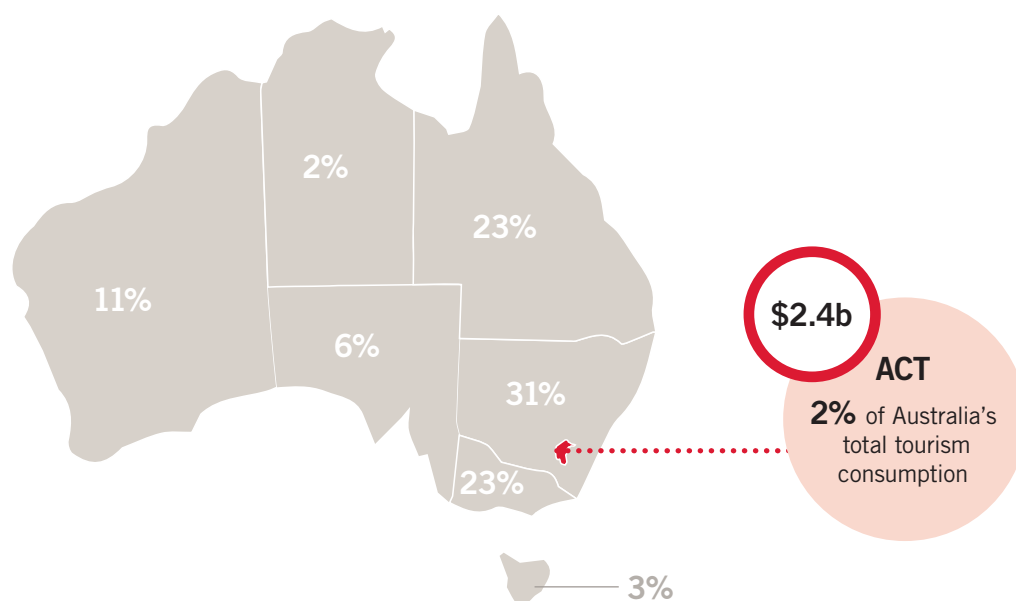 2%
23%
11%
6%
31%
23%
3%
$2.4b
ACT
2% of Australia’s
total tourism
consumption